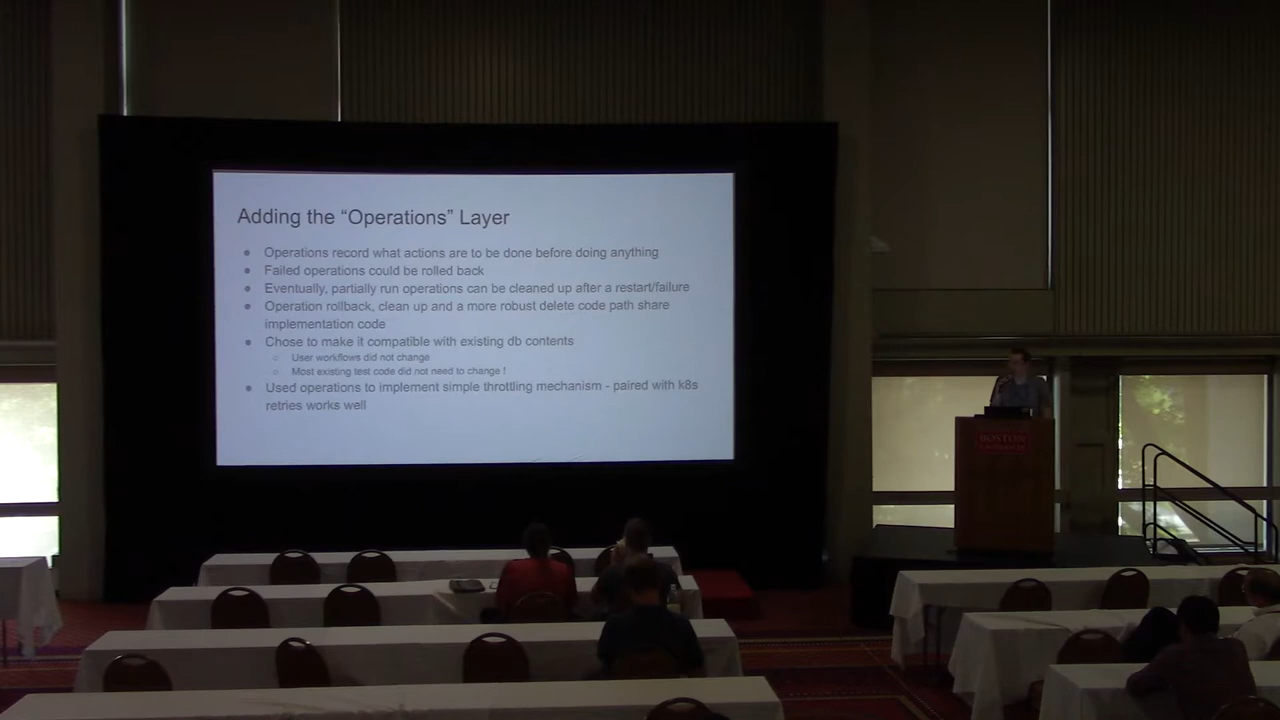 Adding the “Operations” Layer
● Operations record what actions are to be done before doing anything
● Failed operations could be rolled back
● Eventually, partially run operations can be cleaned up after a restart/failure
● Operation rollback, clean up and a more robust delete code path share
implementation code
● Chose to make it compatible with existing db contents
○ User workflows did not change
○ Most existing test code did not need to change !
● Used operations to implement simple throttling mechanism - paired with k8s
retries works well
BOSTON
UNIVERSITY